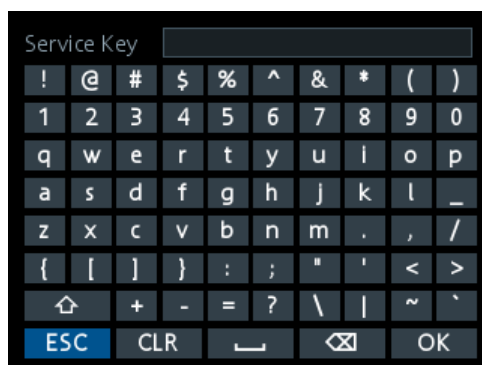 Service Key
! @ # $ % ^ & * ( )
1 2 3 4 5 6 7 8 9 0
q w e r t y u i o p
a s d f g h j k l _
z x c v b n m . , /
{ [ ] } : ; " ' < >
+ - = ? \ | ~ `
ESC CLR OK